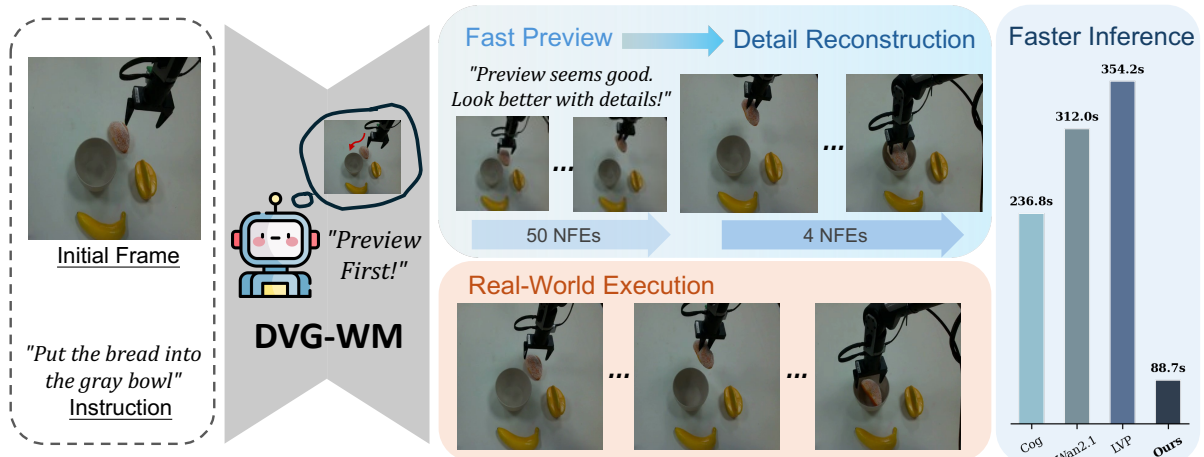 Initial Frame
"Put the bread into
the gray bowl"
Instruction
"Preview
First!"
DVG-WM
Fast Preview
Detail Reconstruction
"Preview seems good.
Look better with details!"
...
...
50 NFEs
4 NFEs
Real-World Execution
...
...
Faster Inference
354.2s
312.0s
236.8s
88.7s
Cog
Wan2.1
LVP
Ours